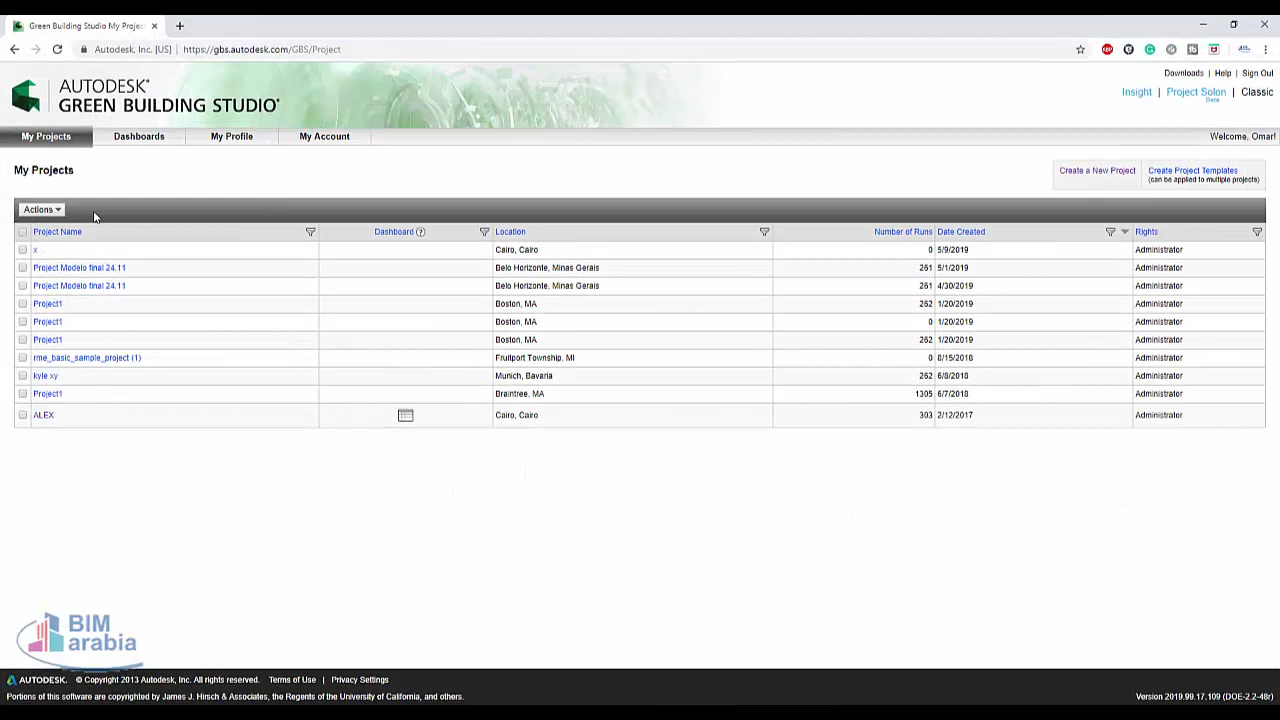 Green Building Studio My Projec
Autodesk, Inc. [US] | https://gbs.autodesk.com/GBS/Project
AUTODESK®
GREEN BUILDING STUDIO®
Downloads | Help | Sign Out
Insight | Project Solon | Classic
Beta
My Projects Dashboards My Profile My Account Welcome, Omar!
My Projects
Create a New Project
Create Project Templates
(can be applied to multiple projects)
Actions
Project Name Dashboard Location Number of Runs Date Created Rights
x Cairo, Cairo 0 5/9/2019 Administrator
Project Modelo final 24.11 Belo Horizonte, Minas Gerais 261 5/1/2019 Administrator
Project Modelo final 24.11 Belo Horizonte, Minas Gerais 261 4/30/2019 Administrator
Project1 Boston, MA 262 1/20/2019 Administrator
Project1 Boston, MA 0 1/20/2019 Administrator
Project1 Boston, MA 262 1/20/2019 Administrator
rme_basic_sample_project (1) Fruitport Township, MI 0 8/15/2018 Administrator
kyle xy Munich, Bavaria 262 6/8/2018 Administrator
Project1 Braintree, MA 1305 6/7/2018 Administrator
ALEX Cairo, Cairo 303 2/12/2017 Administrator
BIM
arabia
AUTODESK. © Copyright 2013 Autodesk, Inc. All rights reserved. Terms of Use | Privacy Settings
Portions of this software are copyrighted by James J. Hirsch & Associates, the Regents of the University of California, and others. Version 2019.99.17.109 (DOE-2.2-48r)